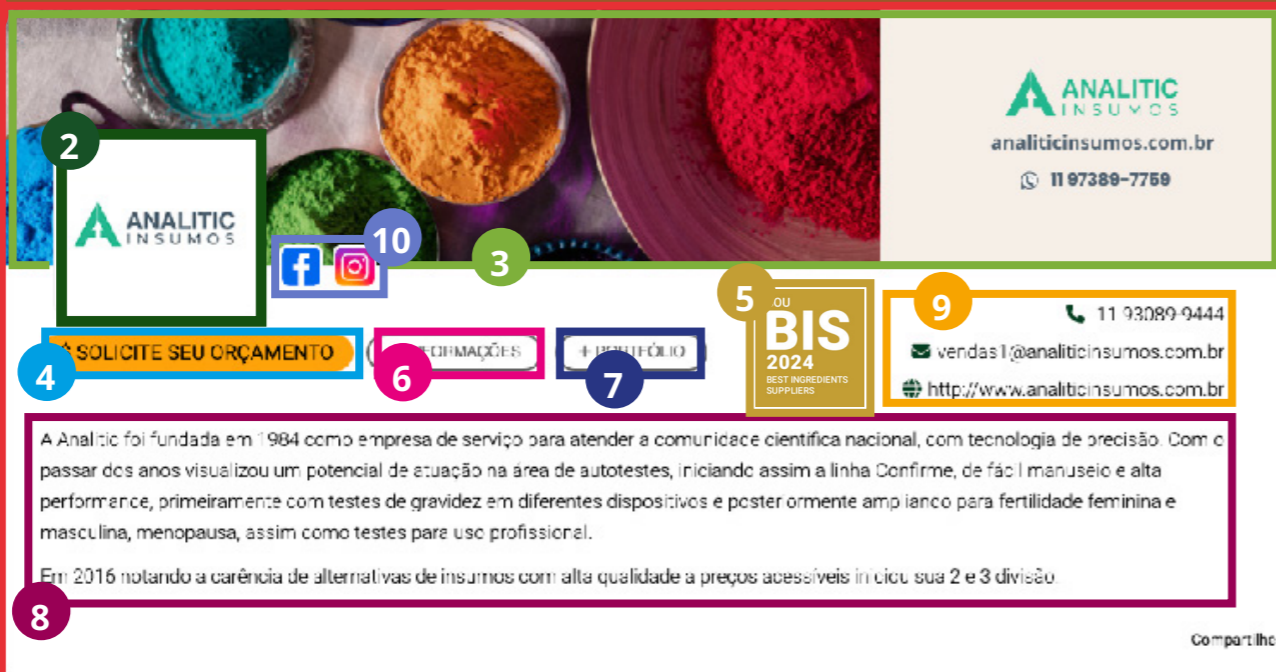 ANALITIC
INSUMOS
analiticinsumos.com.br
11 97389-7759
2
ANALITIC
INSUMOS
10
3
5
OU
BIS
2024
BEST INGREDIENTS
SUPPLIERS
9
11 93089-9444
vendas1@analiticinsumos.com.br
http://www.analiticinsumos.com.br
SOLICITE SEU ORÇAMENTO
FORMAÇÕES
+ PORTFÓLIO
4
6
7
A Analitic foi fundada em 1984 como empresa de serviço para atender a comunidade científica nacional, com tecnologia de precisão. Com o
passar dos anos visualizou um potencial de atuação na área de autotestes, iniciando assim a linha Confirme, de fácil manuseio e alta
performance, primeiramente com testes de gravidez em diferentes dispositivos e posteriormente ampliando para fertilidade feminina e
masculina, menopausa, assim como testes para uso profissional.
Em 2016 notando a carência de alternativas de insumos com alta qualidade a preços acessíveis iniciou sua 2 e 3 divisão.
8
Compartilhe